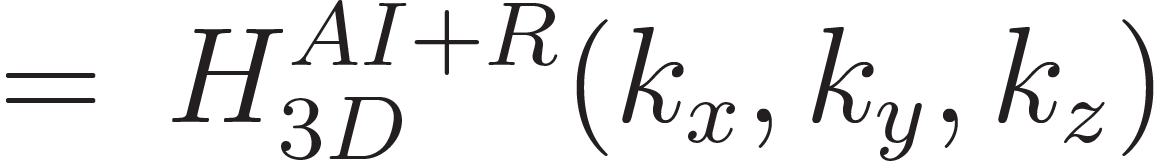 = H_{3D}^{AI+R}(k_x, k_y, k_z)